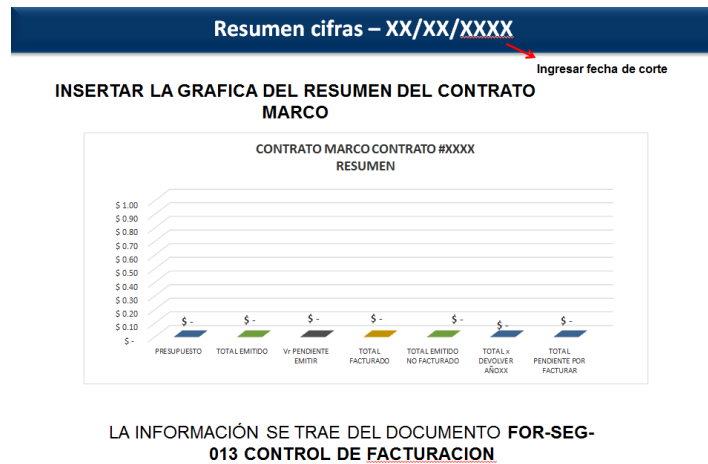 Resumen cifras – XX/XX/XXXX
Ingresar fecha de corte
INSERTAR LA GRAFICA DEL RESUMEN DEL CONTRATO
MARCO
CONTRATO MARCO CONTRATO #XXXX
RESUMEN
$ 1.00
$ 0.90
$ 0.80
$ 0.70
$ 0.60
$ 0.50
$ 0.40
$ 0.30
$ 0.20
$ 0.10
$ -
$ - $ - $ - $ - $ - $ - $ -
PRESUPUESTO TOTAL EMITIDO Vr PENDIENTE TOTAL TOTAL EMITIDO TOTAL x TOTAL
EMITIR FACTURADO NO FACTURADO DEVOLVER PENDIENTE POR
AÑOXX FACTURAR
LA INFORMACIÓN SE TRAE DEL DOCUMENTO FOR-SEG-
013 CONTROL DE FACTURACION